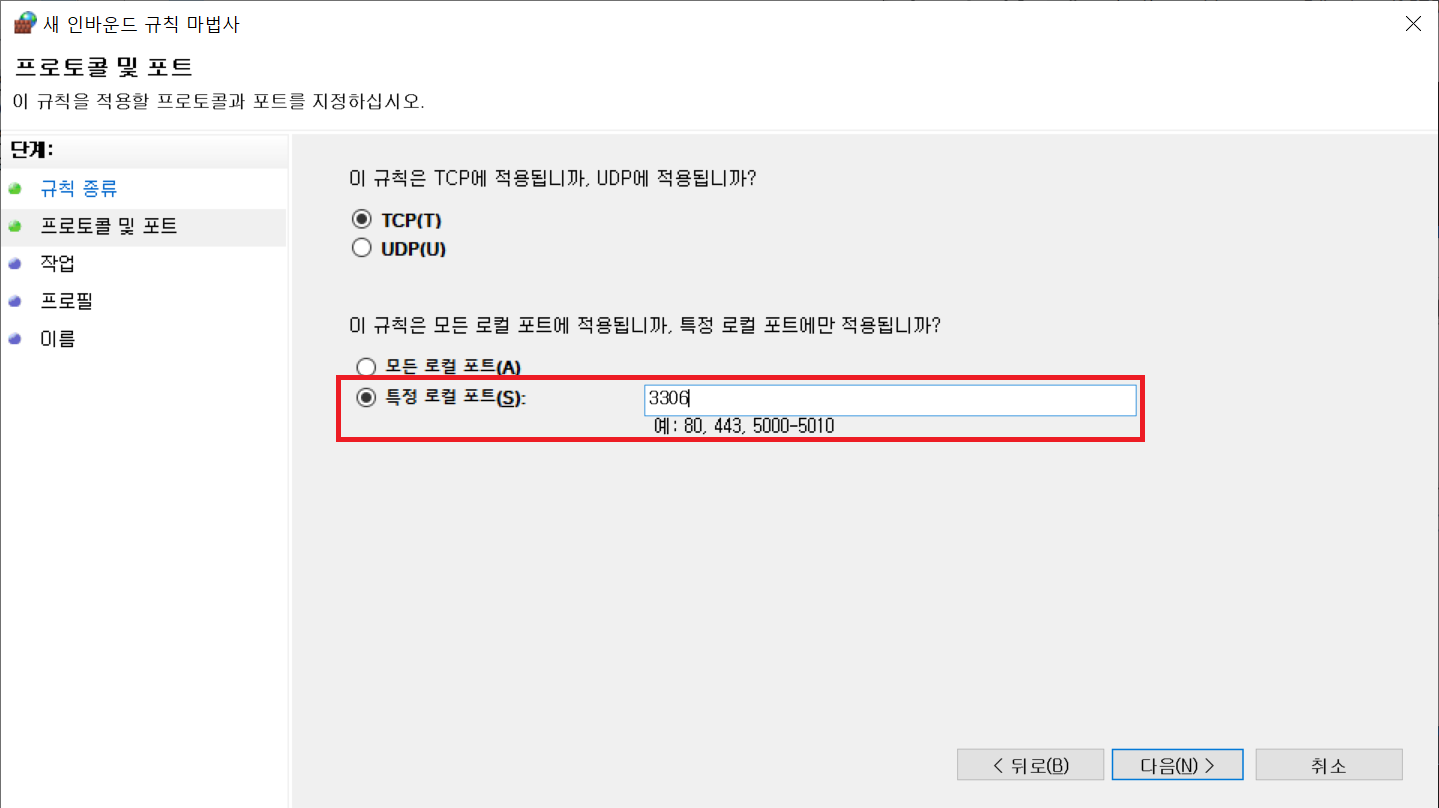 새 인바운드 규칙 마법사
프로토콜 및 포트
이 규칙을 적용할 프로토콜과 포트를 지정하십시오.
단계:
규칙 종류
프로토콜 및 포트
작업
프로필
이름
이 규칙은 TCP에 적용됩니까, UDP에 적용됩니까?
TCP(T)
UDP(U)
이 규칙은 모든 로컬 포트에 적용됩니까, 특정 로컬 포트에만 적용됩니까?
모든 로컬 포트(A)
특정 로컬 포트(S): 3306
예: 80, 443, 5000-5010
< 뒤로(B) 다음(N) > 취소